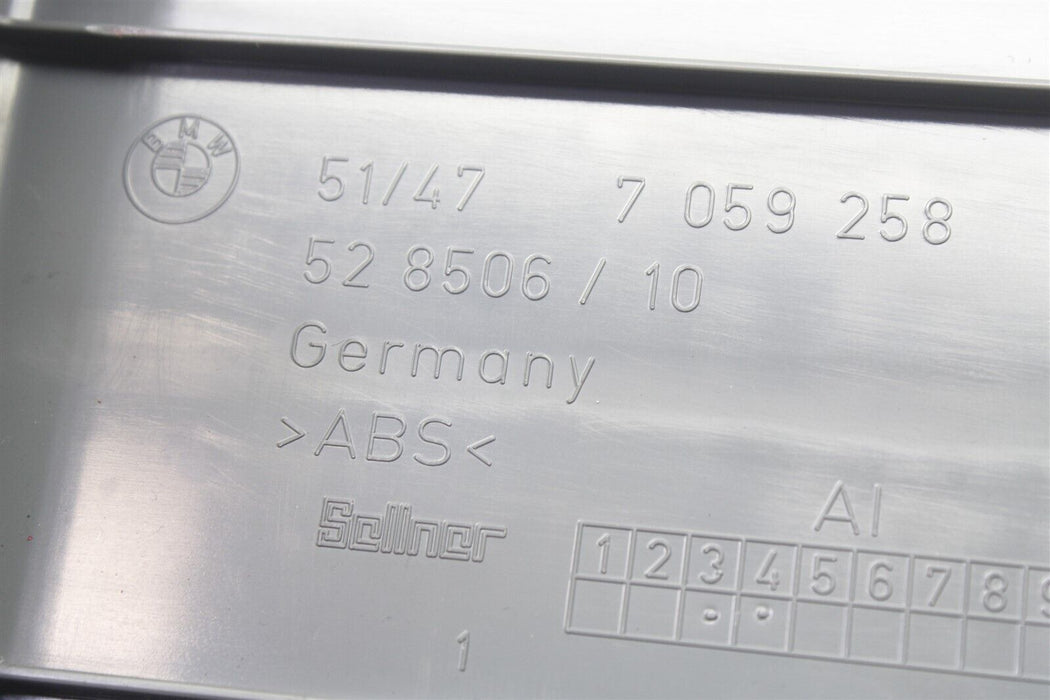 BMW
51/47 7 059 258
52 8506 / 10
Germany
>ABS<
Sellner
AI
1 2 3 4 5 6 7 8 9
1